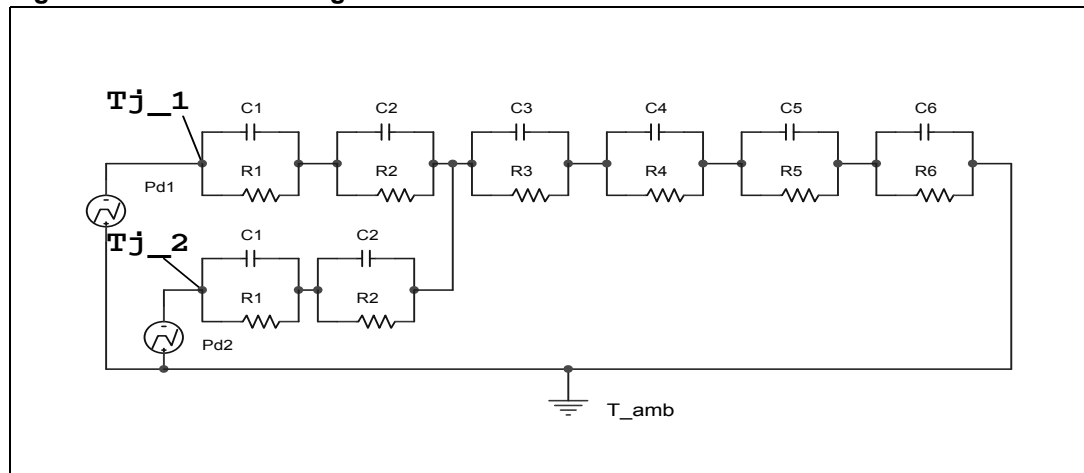 Tj_1
C1 C2 C3 C4 C5 C6
R1 R2 R3 R4 R5 R6
Pd1
Tj_2
C1 C2
R1 R2
Pd2
T_amb